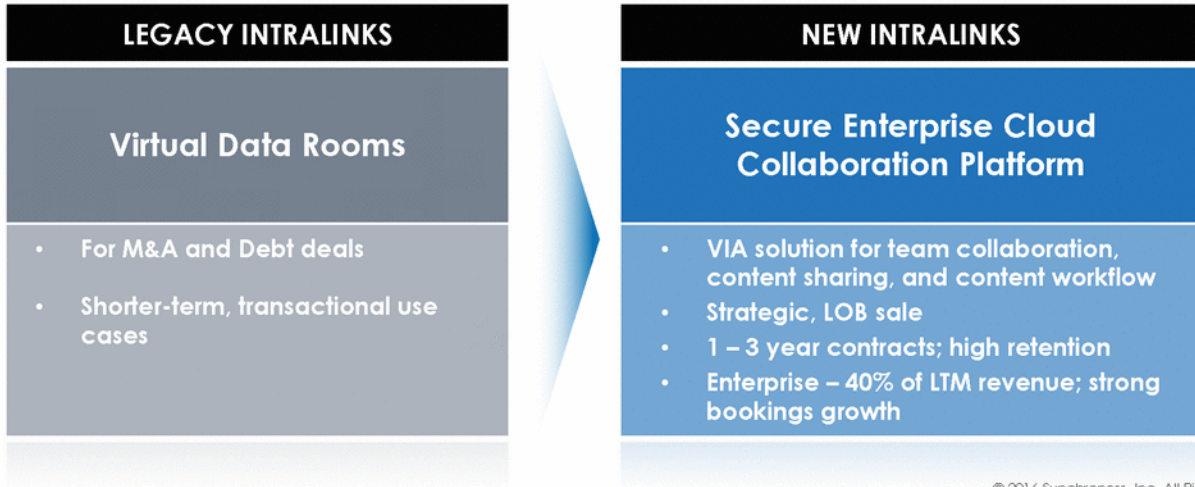 LEGACY INTRALINKS
Virtual Data Rooms
• For M&A and Debt deals
• Shorter-term, transactional use
cases
NEW INTRALINKS
Secure Enterprise Cloud
Collaboration Platform
• VIA solution for team collaboration,
content sharing, and content workflow
• Strategic, LOB sale
• 1 – 3 year contracts; high retention
• Enterprise – 40% of LTM revenue; strong
bookings growth